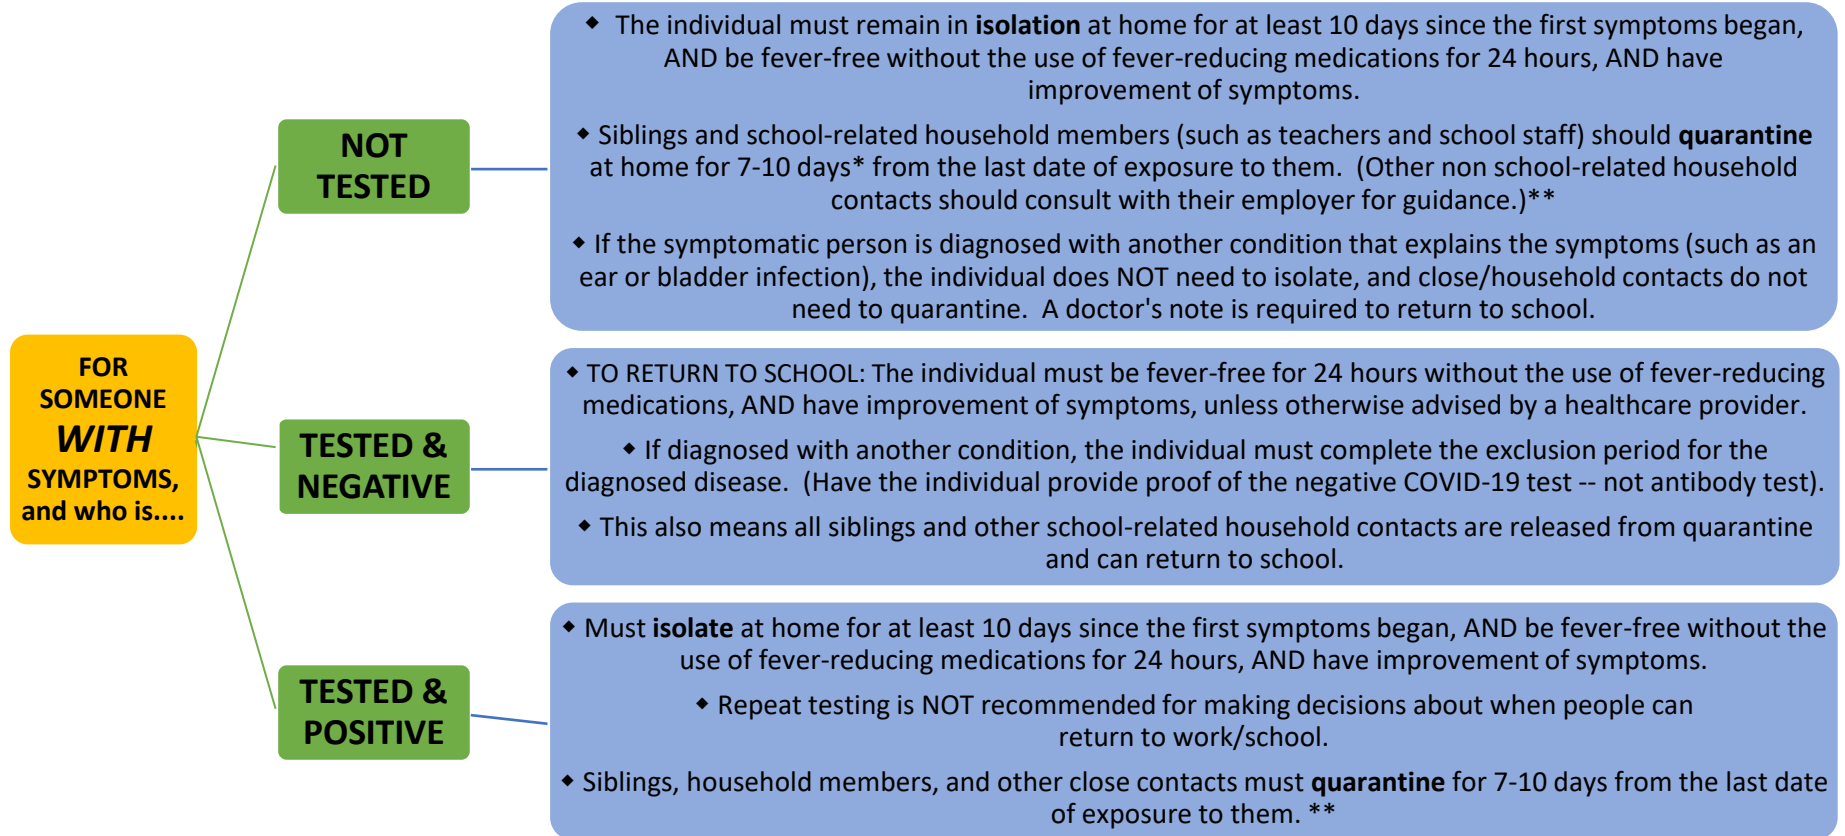 FOR
SOMEONE
WITH
SYMPTOMS,
and who is....
NOT
TESTED
◆ The individual must remain in isolation at home for at least 10 days since the first symptoms began,
AND be fever-free without the use of fever-reducing medications for 24 hours, AND have
improvement of symptoms.
◆ Siblings and school-related household members (such as teachers and school staff) should quarantine
at home for 7-10 days* from the last date of exposure to them.  (Other non school-related household
contacts should consult with their employer for guidance.)**
◆ If the symptomatic person is diagnosed with another condition that explains the symptoms (such as an
ear or bladder infection), the individual does NOT need to isolate, and close/household contacts do not
need to quarantine.  A doctor's note is required to return to school.
TESTED &
NEGATIVE
◆ TO RETURN TO SCHOOL: The individual must be fever-free for 24 hours without the use of fever-reducing
medications, AND have improvement of symptoms, unless otherwise advised by a healthcare provider.
◆ If diagnosed with another condition, the individual must complete the exclusion period for the
diagnosed disease.  (Have the individual provide proof of the negative COVID-19 test -- not antibody test).
◆ This also means all siblings and other school-related household contacts are released from quarantine
and can return to school.
TESTED &
POSITIVE
◆ Must isolate at home for at least 10 days since the first symptoms began, AND be fever-free without the
use of fever-reducing medications for 24 hours, AND have improvement of symptoms.
◆ Repeat testing is NOT recommended for making decisions about when people can
return to work/school.
◆ Siblings, household members, and other close contacts must quarantine for 7-10 days from the last date
of exposure to them. **